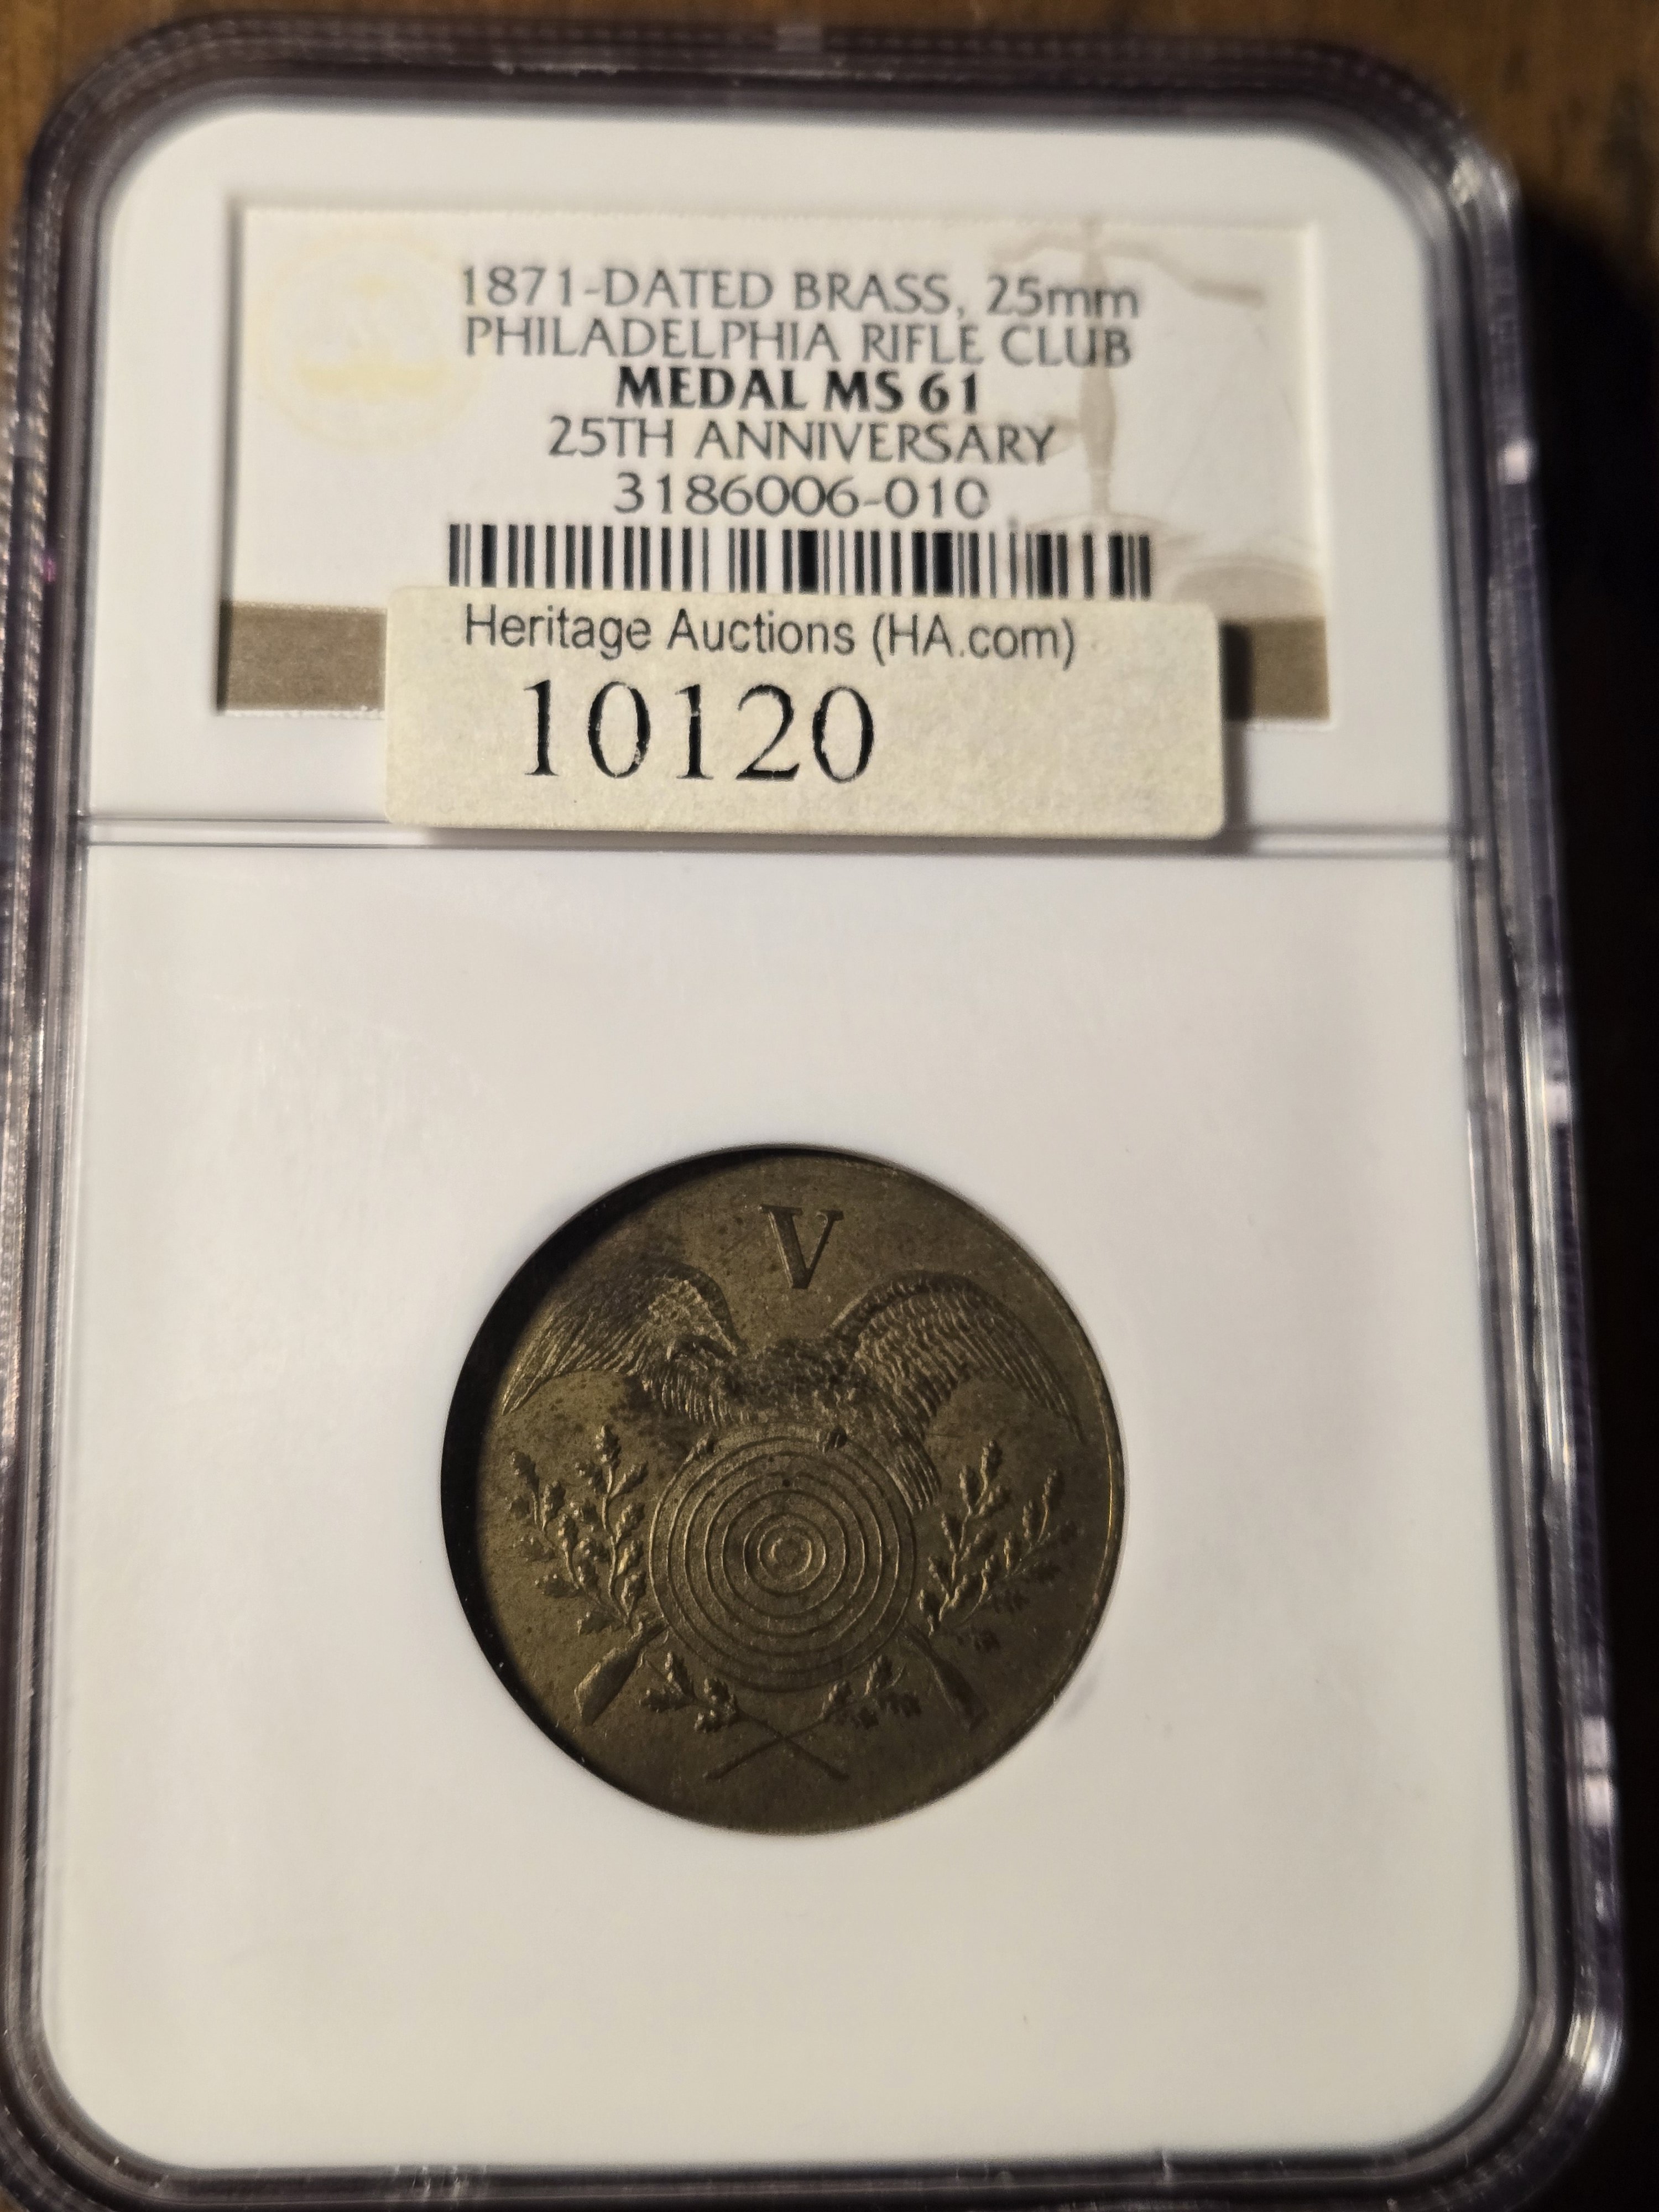 1871-DATED BRASS, 25mm
PHILADELPHIA RIFLE CLUB
MEDAL MS 61
25TH ANNIVERSARY
3186006-010
Heritage Auctions (HA.com)
10120
V